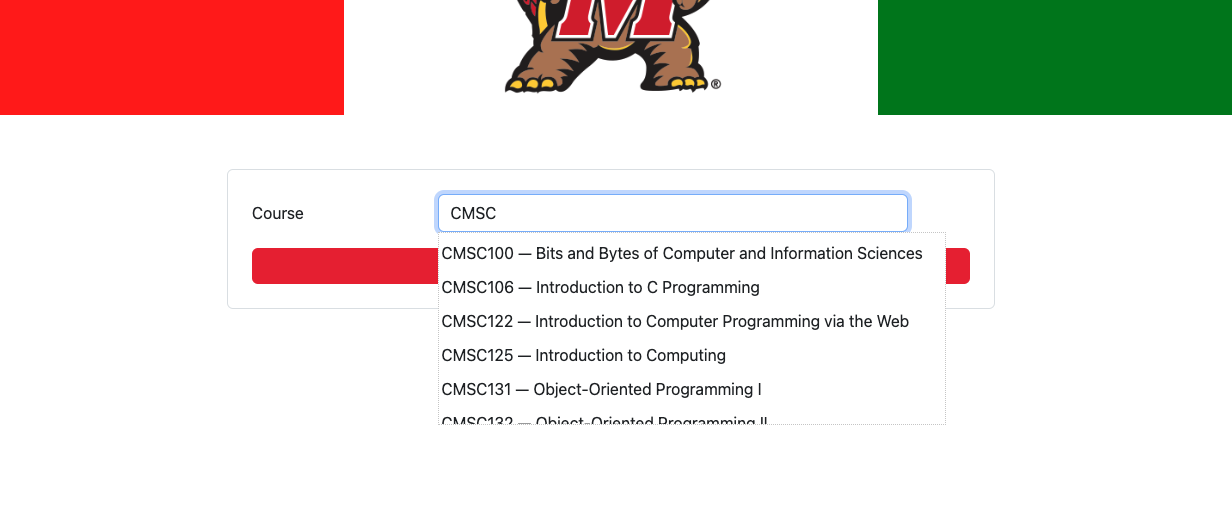 M
®
Course
CMSC
CMSC100 — Bits and Bytes of Computer and Information Sciences
CMSC106 — Introduction to C Programming
CMSC122 — Introduction to Computer Programming via the Web
CMSC125 — Introduction to Computing
CMSC131 — Object-Oriented Programming I
CMSC132 — Object-Oriented Programming II